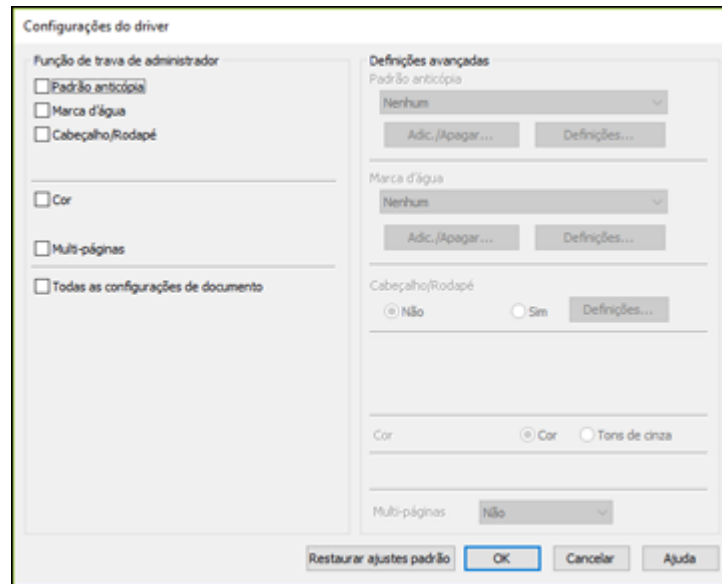 Configurações do driver
Função de trava de administrador
Padrão anticópia
Marca d'água
Cabeçalho/Rodapé
Cor
Multi-páginas
Todas as configurações de documento
Definições avançadas
Padrão anticópia
Nenhum
Adic./Apagar... Definições...
Marca d'água
Nenhum
Adic./Apagar... Definições...
Cabeçalho/Rodapé
Não Sim Definições...
Cor Cor Tons de cinza
Multi-páginas Não
Restaurar ajustes padrão OK Cancelar Ajuda